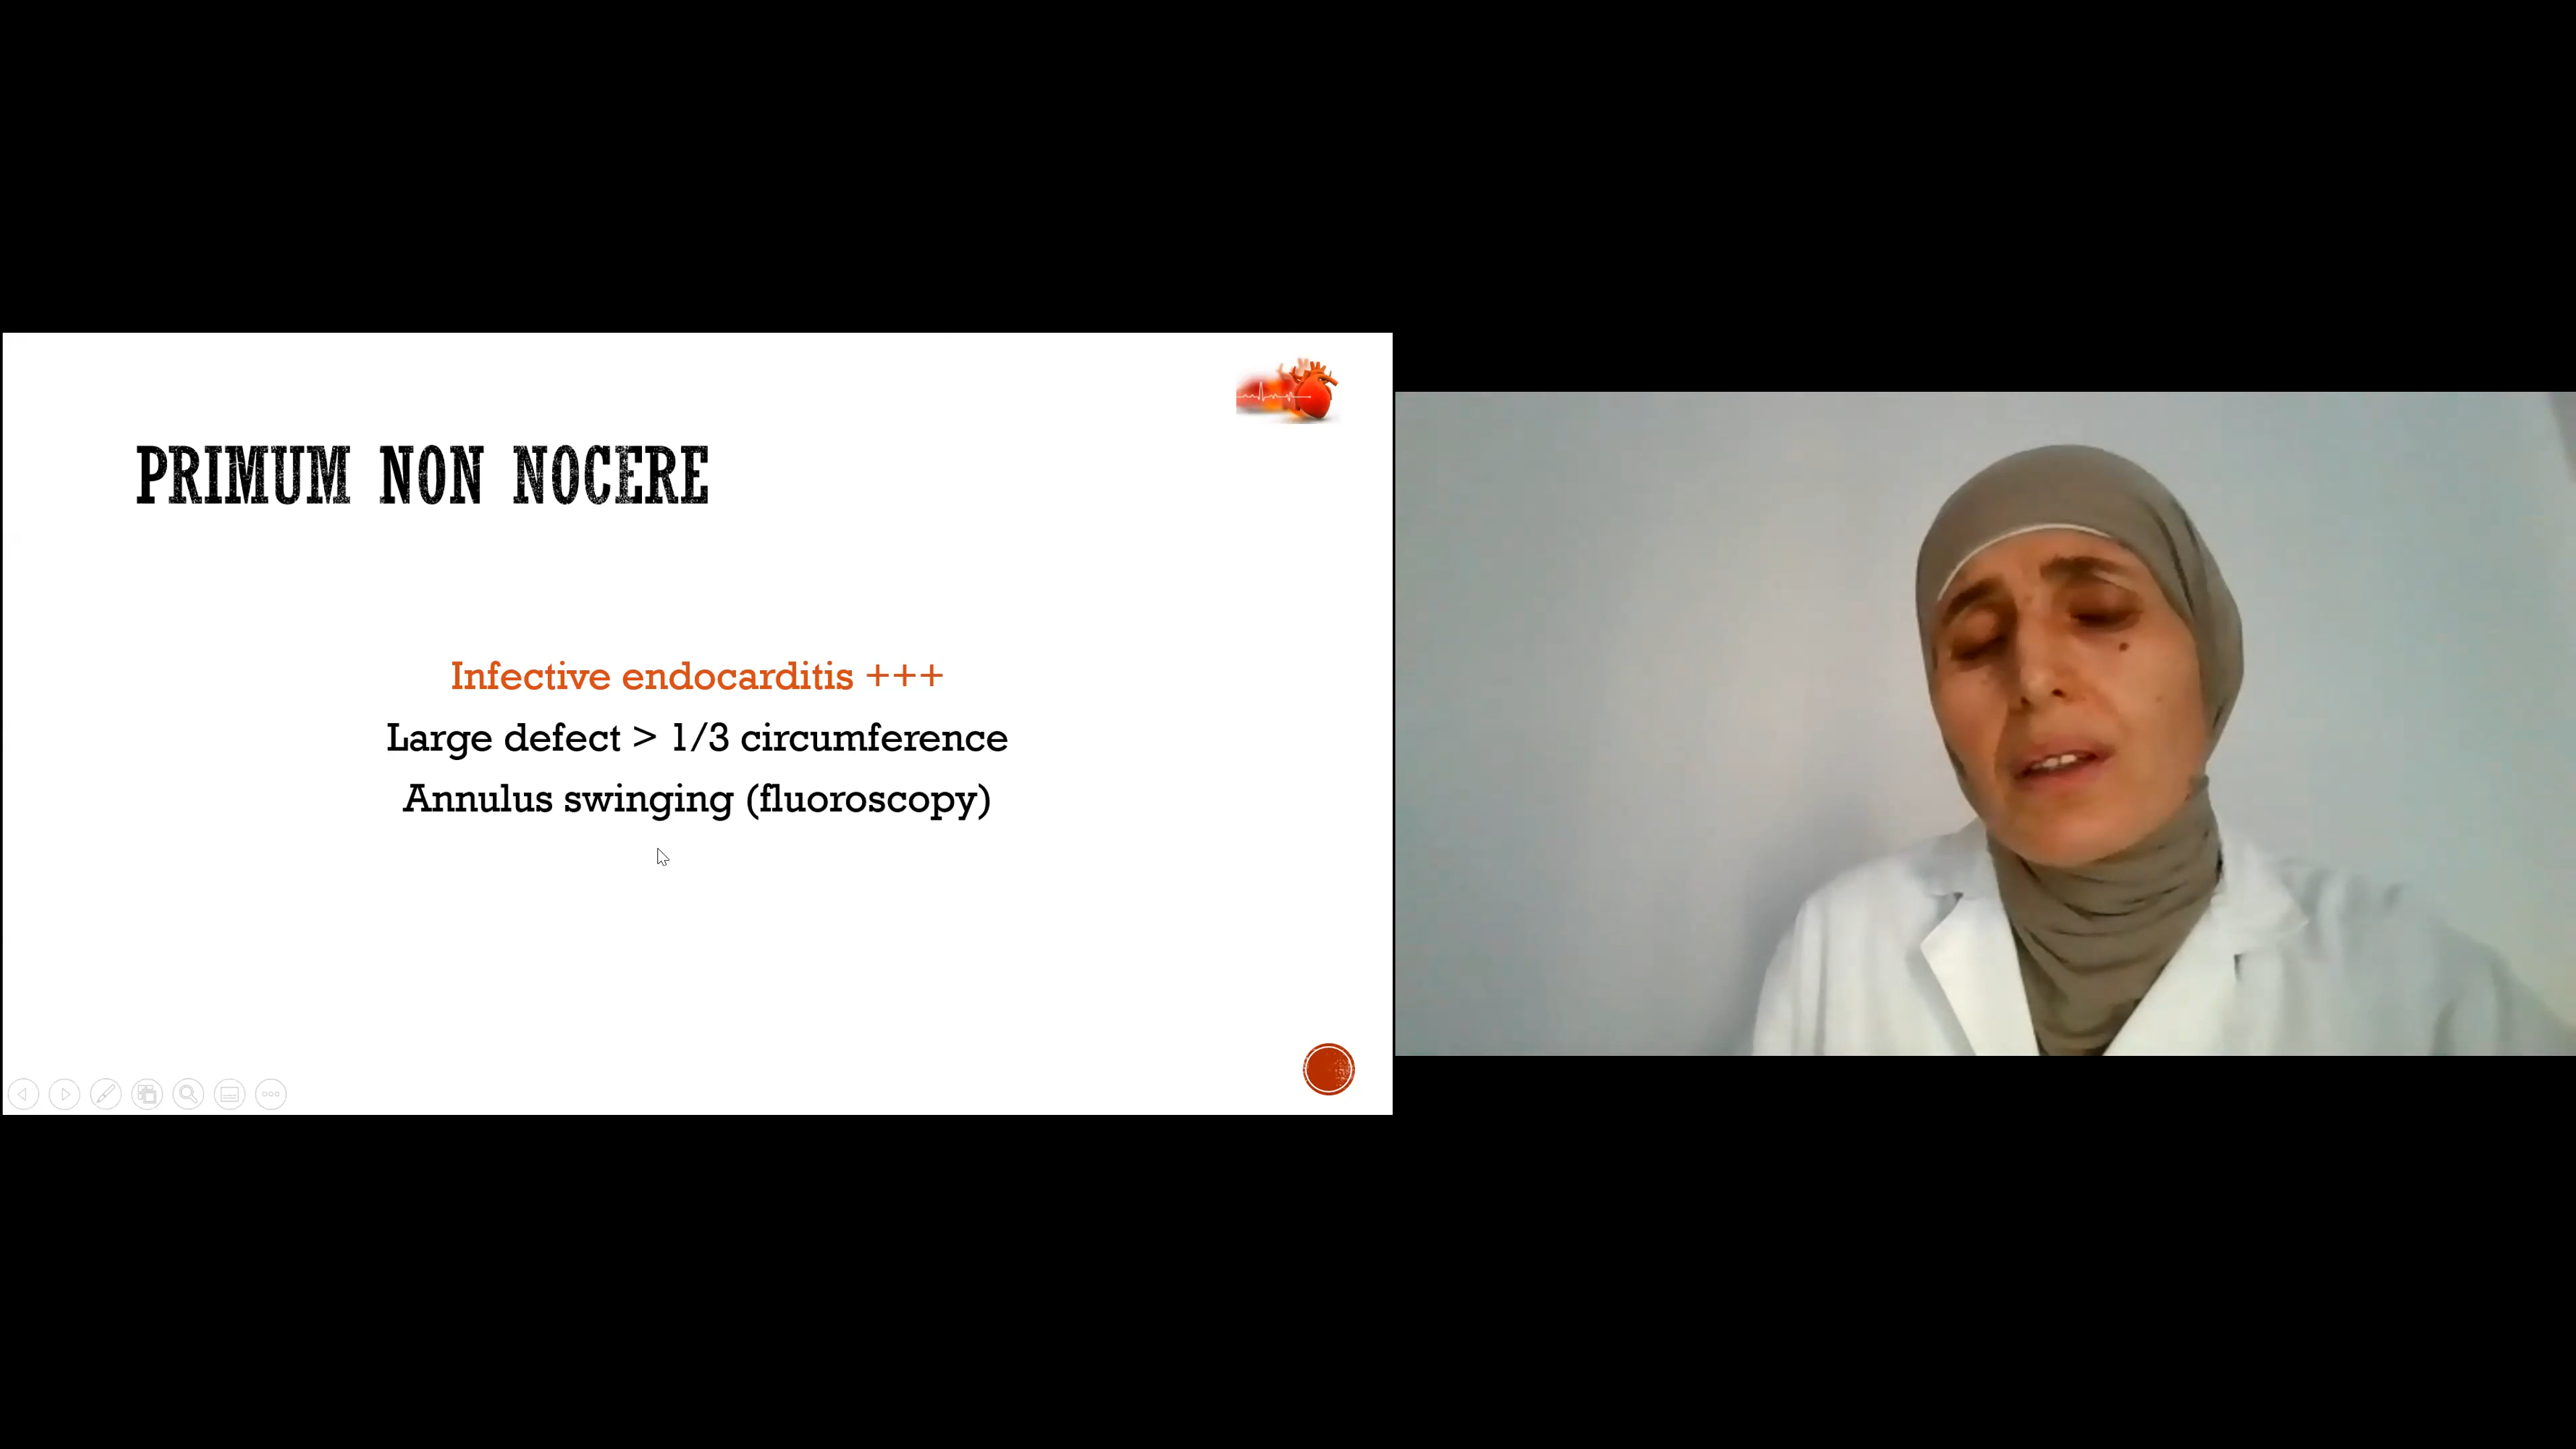 PRIMUM NON NOCERE
Infective endocarditis +++
Large defect > 1/3 circumference
Annulus swinging (fluoroscopy)